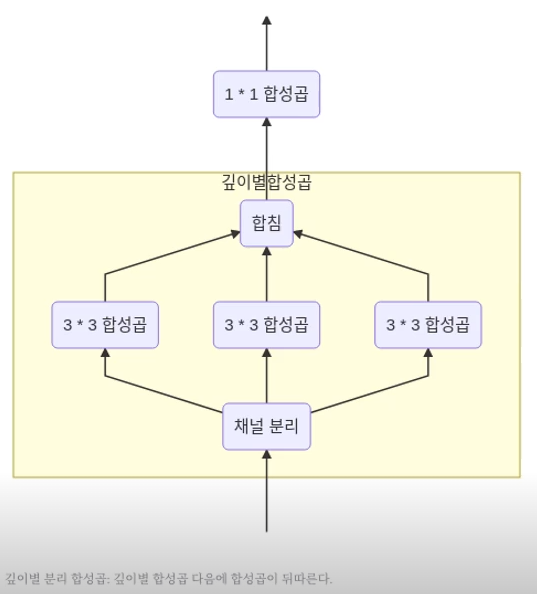 1 * 1 합성곱
깊이별합성곱
합침
3 * 3 합성곱 3 * 3 합성곱 3 * 3 합성곱
채널 분리
깊이별 분리 합성곱: 깊이별 합성곱 다음에 합성곱이 뒤따른다.